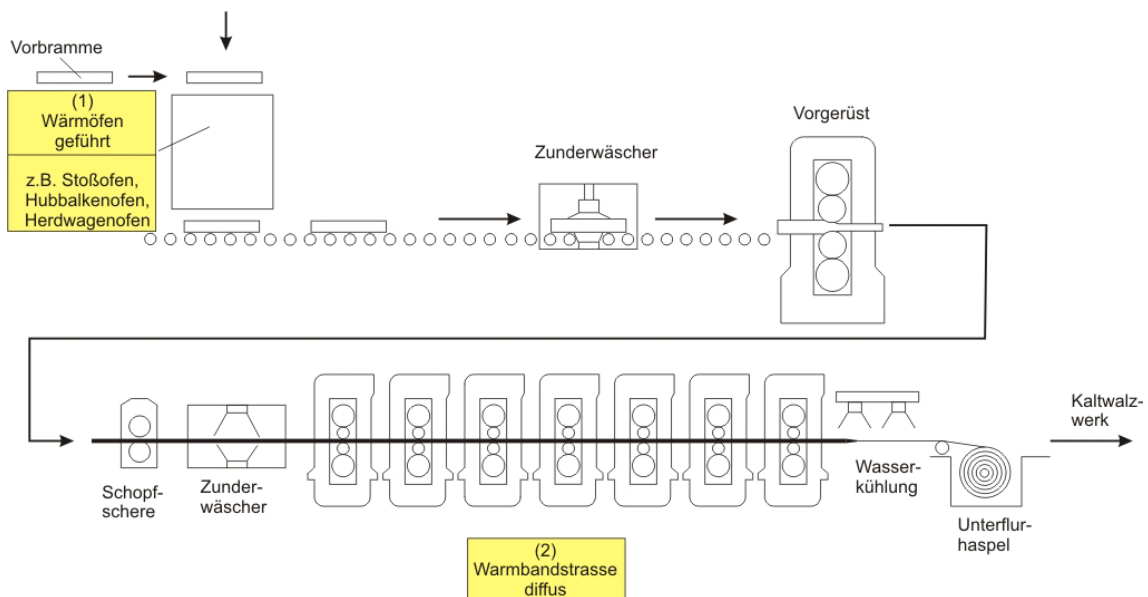 Vorbramme
(1)
Wärmöfen
geführt
z.B. Stoßofen,
Hubbalkenofen,
Herdwagenofen
Zunderwäscher
Vorgerüst
Schopf-
schere
Zunder-
wäscher
(2)
Warmbandstrasse
diffus
Wasser-
kühlung
Unterflur-
haspel
Kaltwalz-
werk